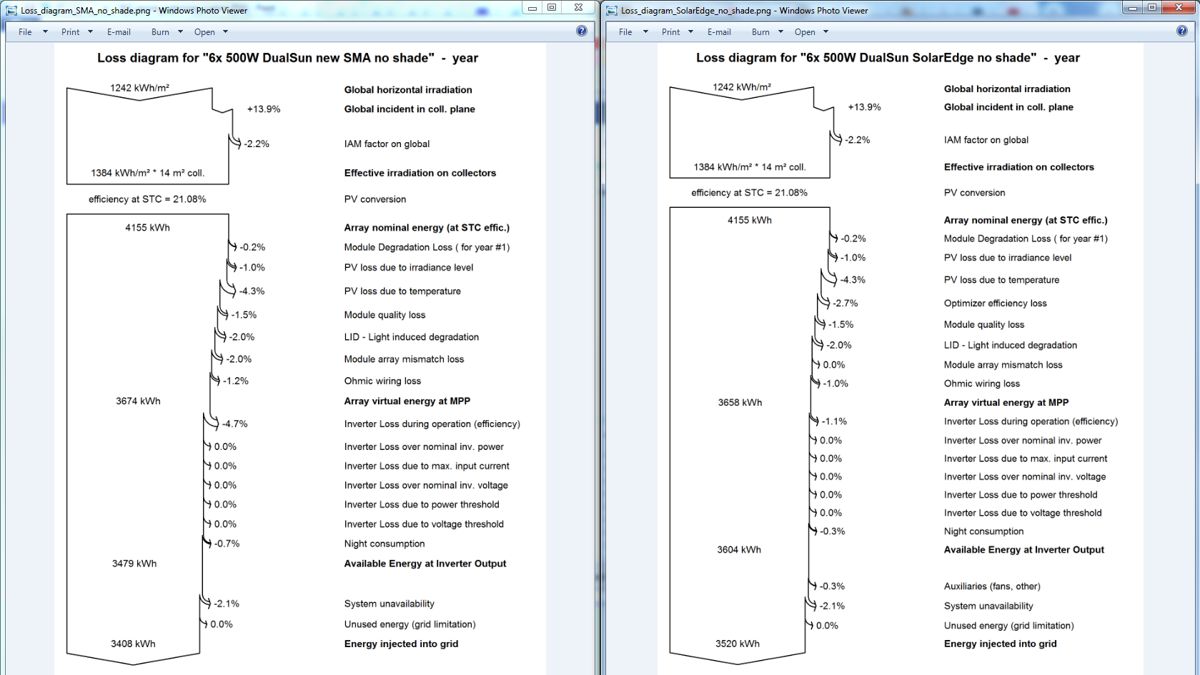 Loss_diagram_SMA_no_shade.png - Windows Photo Viewer
File Print E-mail Burn Open
Loss diagram for "6x 500W DualSun new SMA no shade" - year
1242 kWh/m² Global horizontal irradiation
+13.9% Global incident in coll. plane
-2.2% IAM factor on global
1384 kWh/m² * 14 m² coll. Effective irradiation on collectors
efficiency at STC = 21.08% PV conversion
4155 kWh Array nominal energy (at STC effic.)
-0.2% Module Degradation Loss ( for year #1)
-1.0% PV loss due to irradiance level
-4.3% PV loss due to temperature
-1.5% Module quality loss
-2.0% LID - Light induced degradation
-2.0% Module array mismatch loss
-1.2% Ohmic wiring loss
3674 kWh Array virtual energy at MPP
-4.7% Inverter Loss during operation (efficiency)
0.0% Inverter Loss over nominal inv. power
0.0% Inverter Loss due to max. input current
0.0% Inverter Loss over nominal inv. voltage
0.0% Inverter Loss due to power threshold
0.0% Inverter Loss due to voltage threshold
-0.7% Night consumption
3479 kWh Available Energy at Inverter Output
-2.1% System unavailability
0.0% Unused energy (grid limitation)
3408 kWh Energy injected into grid
Loss_diagram_SolarEdge_no_shade.png - Windows Photo Viewer
File Print E-mail Burn Open
Loss diagram for "6x 500W DualSun SolarEdge no shade" - year
1242 kWh/m² Global horizontal irradiation
+13.9% Global incident in coll. plane
-2.2% IAM factor on global
1384 kWh/m² * 14 m² coll. Effective irradiation on collectors
efficiency at STC = 21.08% PV conversion
4155 kWh Array nominal energy (at STC effic.)
-0.2% Module Degradation Loss ( for year #1)
-1.0% PV loss due to irradiance level
-4.3% PV loss due to temperature
-2.7% Optimizer efficiency loss
-1.5% Module quality loss
-2.0% LID - Light induced degradation
0.0% Module array mismatch loss
-1.0% Ohmic wiring loss
3658 kWh Array virtual energy at MPP
-1.1% Inverter Loss during operation (efficiency)
0.0% Inverter Loss over nominal inv. power
0.0% Inverter Loss due to max. input current
0.0% Inverter Loss over nominal inv. voltage
0.0% Inverter Loss due to power threshold
0.0% Inverter Loss due to voltage threshold
-0.3% Night consumption
3604 kWh Available Energy at Inverter Output
-0.3% Auxiliaries (fans, other)
-2.1% System unavailability
0.0% Unused energy (grid limitation)
3520 kWh Energy injected into grid